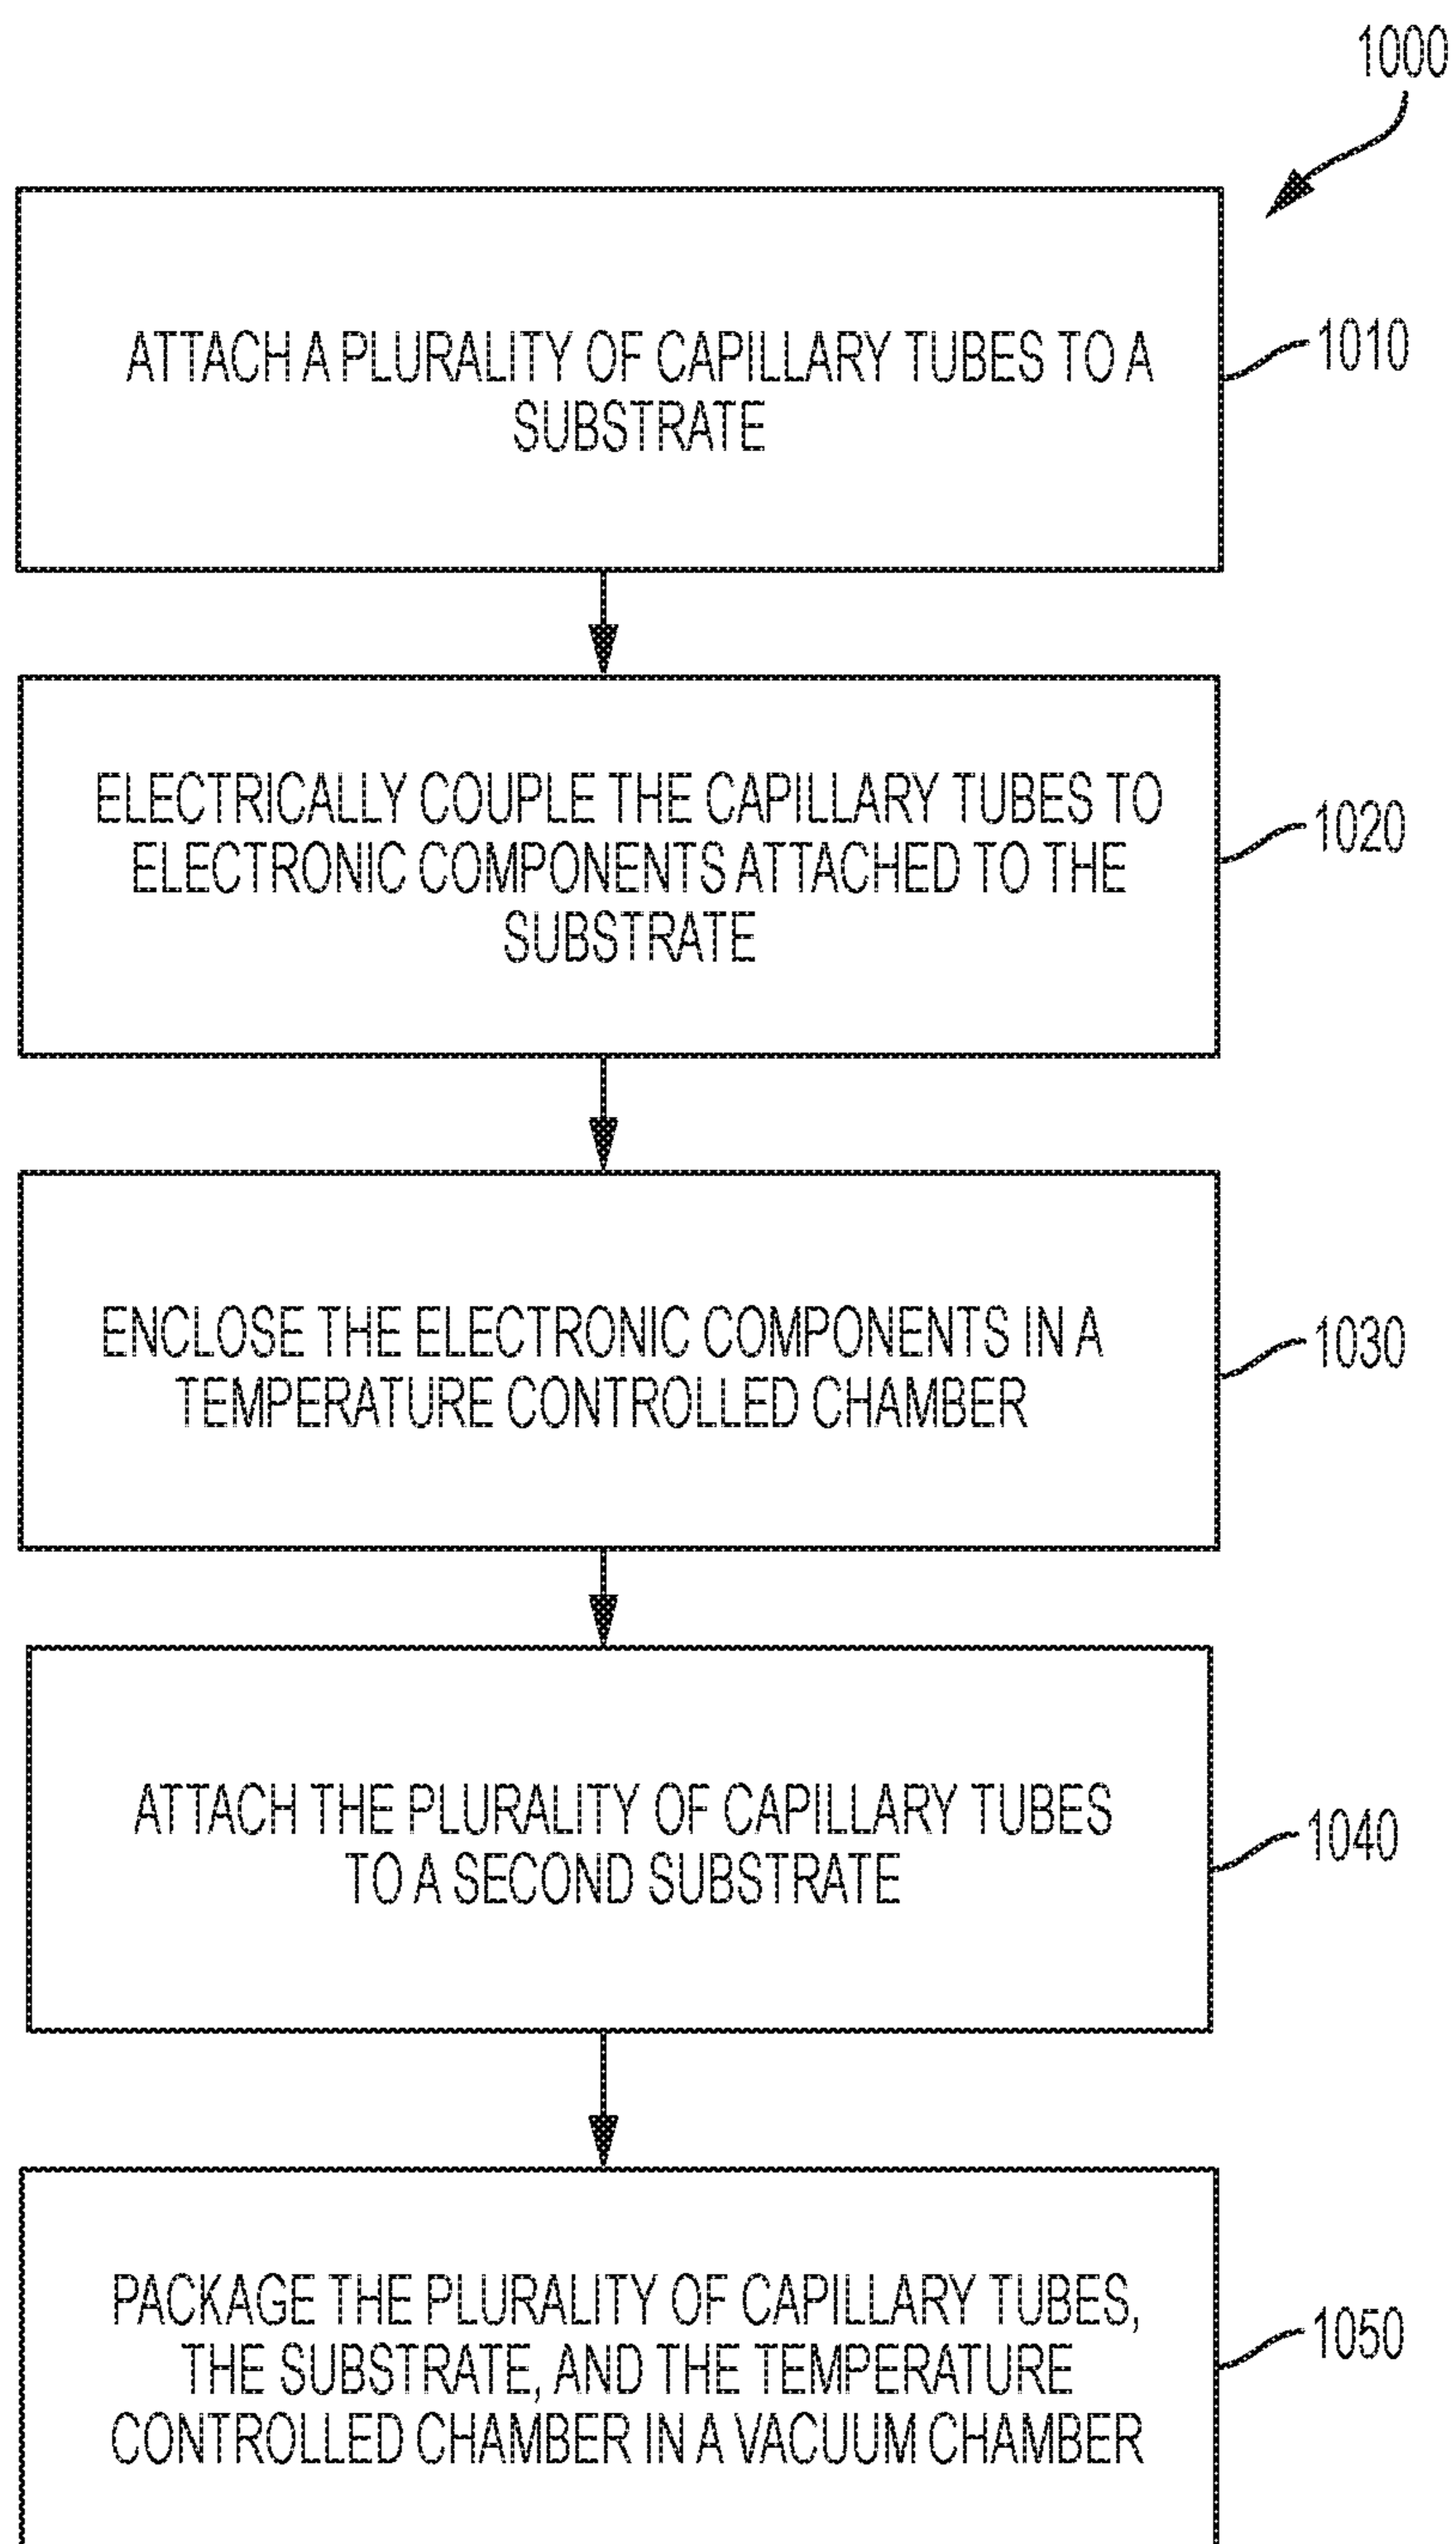 1000
ATTACH A PLURALITY OF CAPILLARY TUBES TO A
SUBSTRATE
1010
ELECTRICALLY COUPLE THE CAPILLARY TUBES TO
ELECTRONIC COMPONENTS ATTACHED TO THE
SUBSTRATE
1020
ENCLOSE THE ELECTRONIC COMPONENTS IN A
TEMPERATURE CONTROLLED CHAMBER
1030
ATTACH THE PLURALITY OF CAPILLARY TUBES
TO A SECOND SUBSTRATE
1040
PACKAGE THE PLURALITY OF CAPILLARY TUBES,
THE SUBSTRATE, AND THE TEMPERATURE
CONTROLLED CHAMBER IN A VACUUM CHAMBER
1050